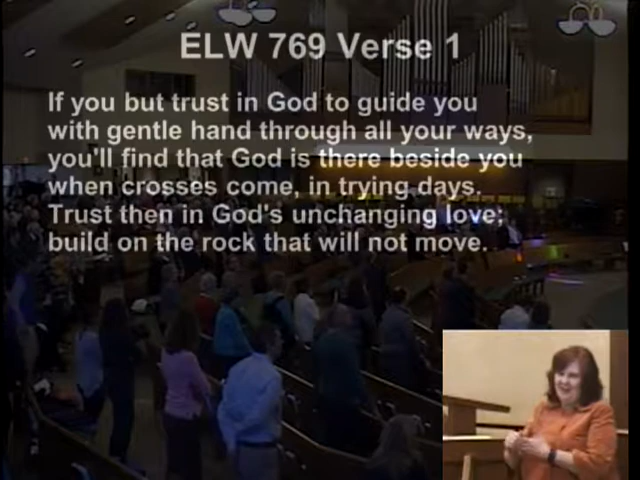 ELW 769 Verse 1
If you but trust in God to guide you
with gentle hand through all your ways,
you'll find that God is there beside you
when crosses come, in trying days.
Trust then in God's unchanging love;
build on the rock that will not move.